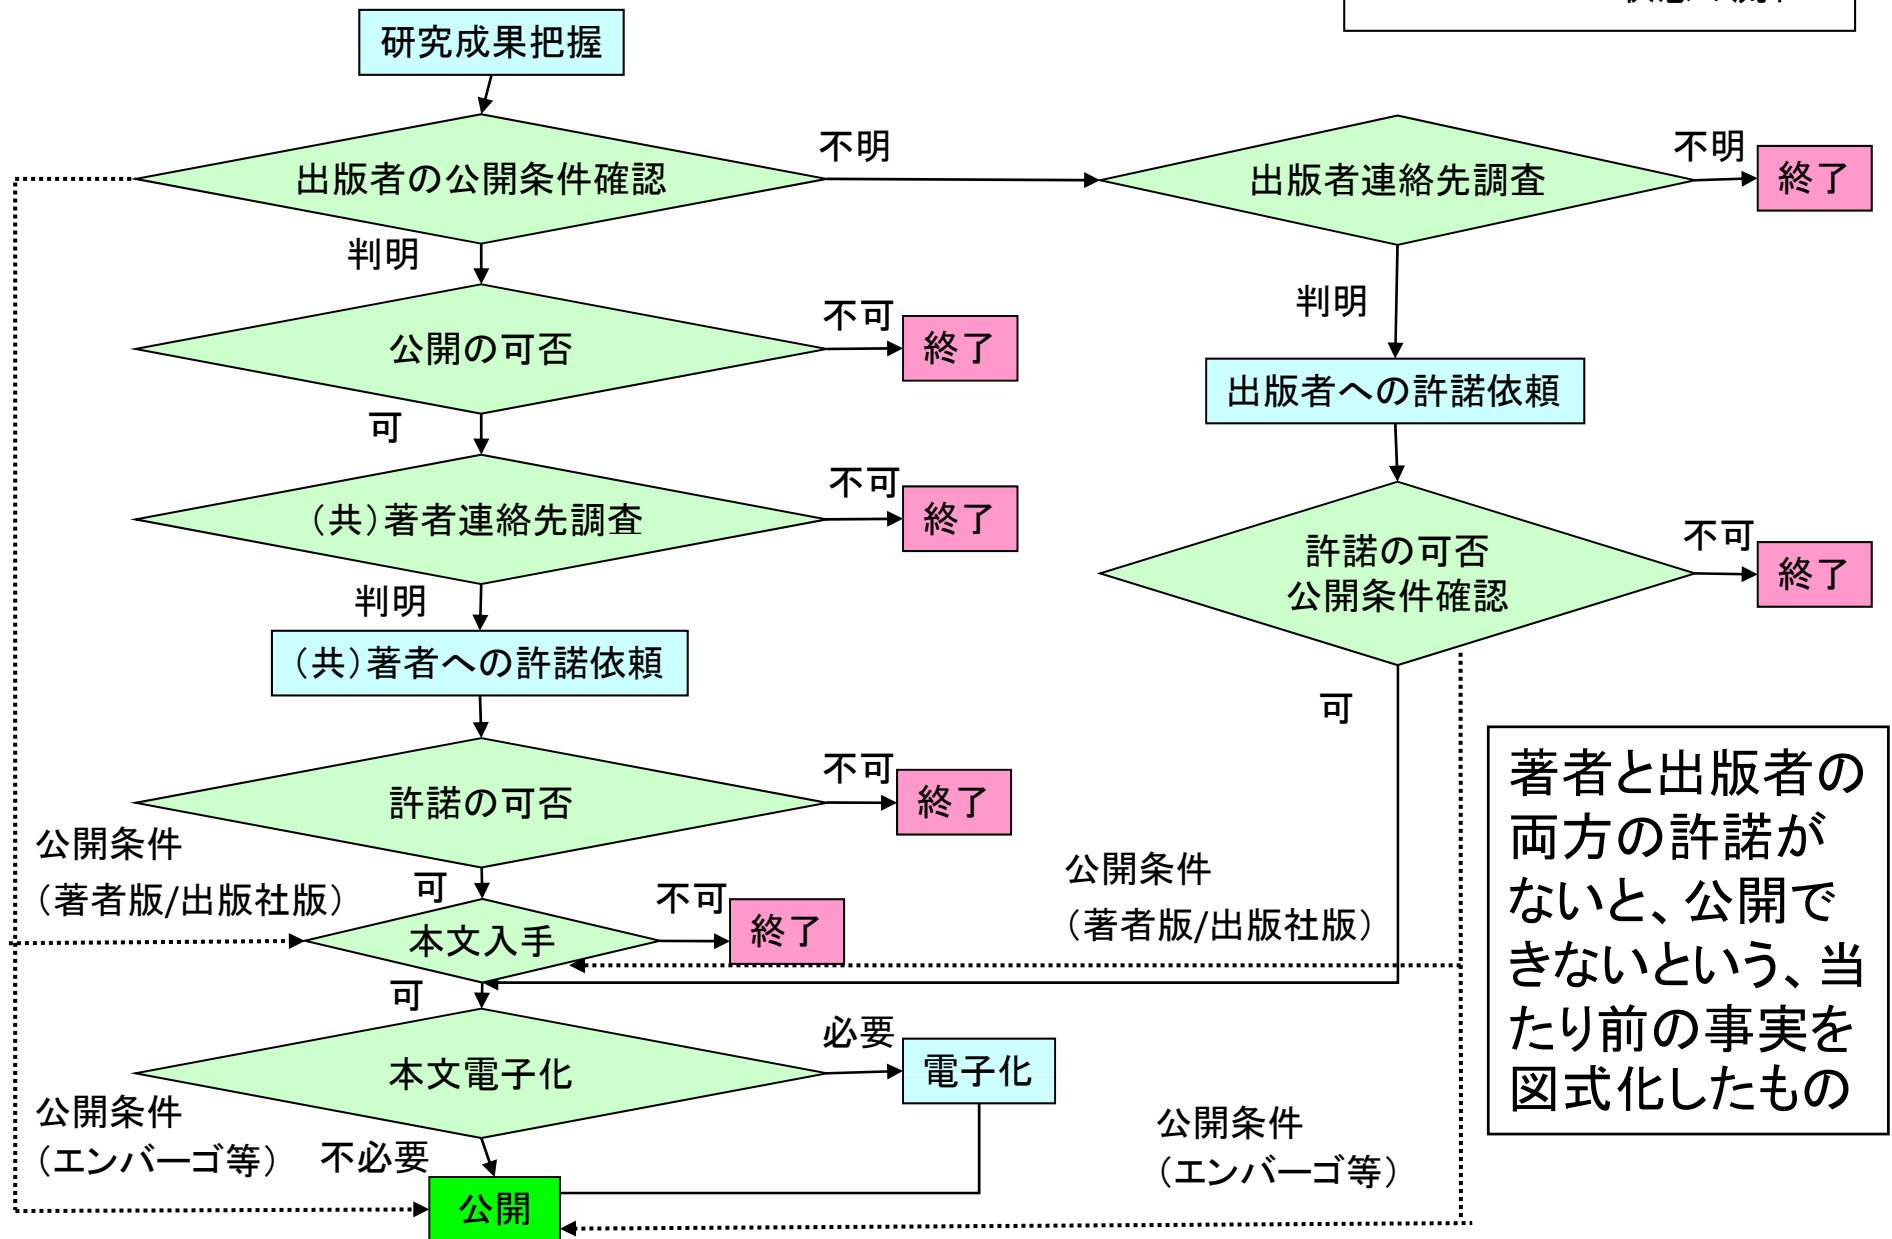 研究成果把握
出版者の公開条件確認
不明
出版者連絡先調査
不明
終了
判明
公開の可否
不可
終了
判明
出版者への許諾依頼
可
(共)著者連絡先調査
不可
終了
許諾の可否
公開条件確認
不可
終了
判明
(共)著者への許諾依頼
可
許諾の可否
不可
終了
公開条件
(著者版/出版社版)
可
本文入手
不可
終了
公開条件
(著者版/出版社版)
著者と出版者の
両方の許諾が
ないと、公開で
きないという、当
たり前の事実を
図式化したもの
可
本文電子化
必要
電子化
公開条件
(エンバーゴ等)
不必要
公開
公開条件
(エンバーゴ等)